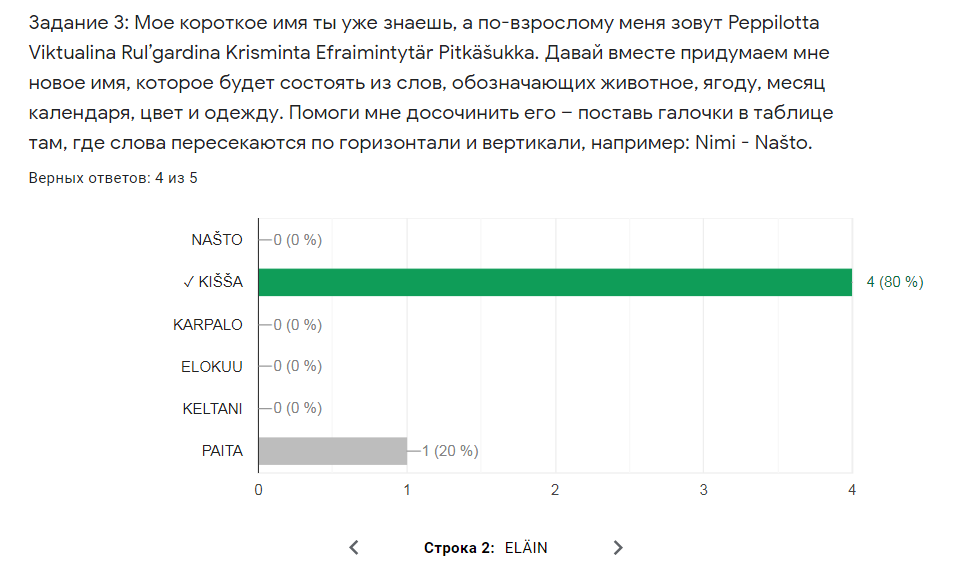 Задание 3: Мое короткое имя ты уже знаешь, а по-взрослому меня зовут Peppilotta
Viktualina Rul’gardina Krisminta Efraimintytär Pitkäšukka. Давай вместе придумаем мне
новое имя, которое будет состоять из слов, обозначающих животное, ягоду, месяц
календаря, цвет и одежду. Помоги мне досочинить его – поставь галочки в таблице
там, где слова пересекаются по горизонтали и вертикали, например: Nimi - Našto.
Верных ответов: 4 из 5
NAŠTO 0 (0 %)
✓ KIŠŠA 4 (80 %)
KARPALO 0 (0 %)
ELOKUU 0 (0 %)
KELTANI 0 (0 %)
PAITA 1 (20 %)
0 1 2 3 4
Строка 2: ELÄIN